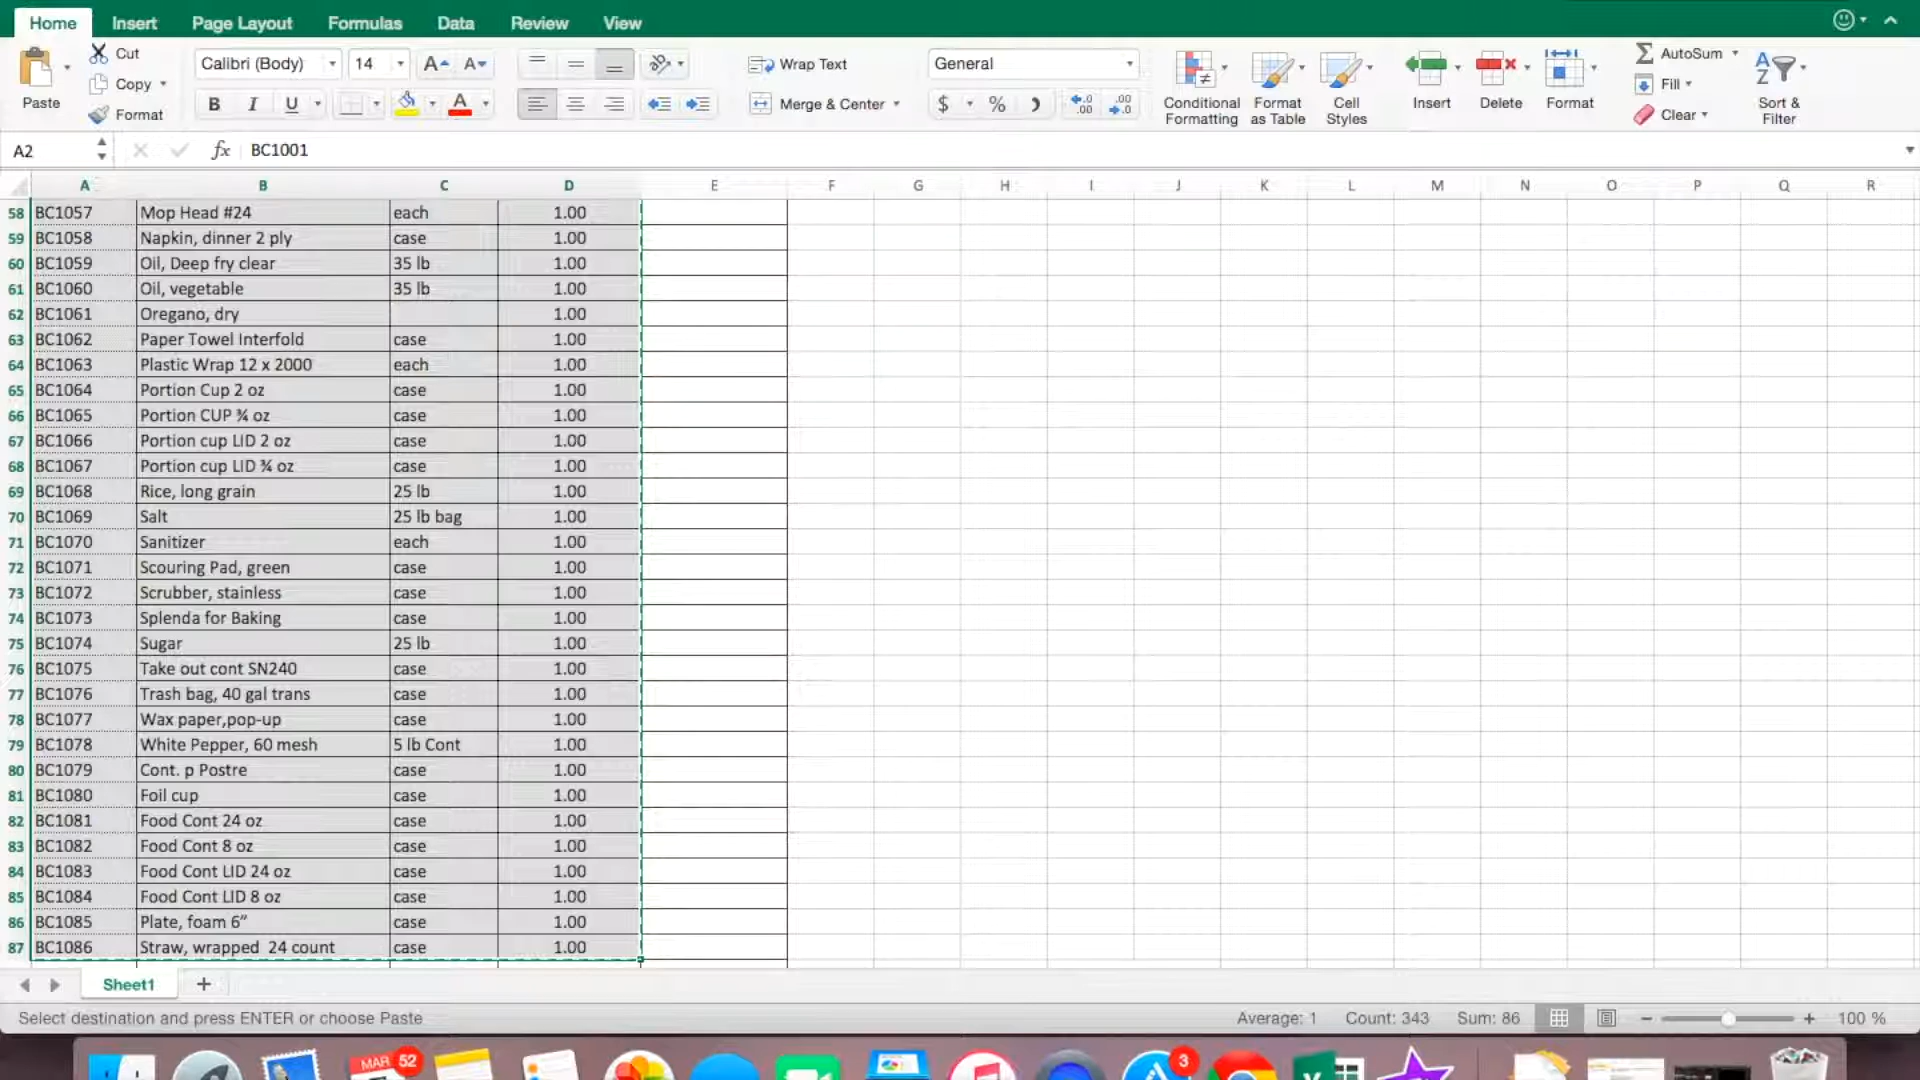 Home Insert Page Layout Formulas Data Review View
Paste
Cut
Copy
Format
Calibri (Body) 14 A A
B I U A
Wrap Text
Merge & Center
General
$ % .0 .00 .00 .0
Conditional Formatting
Format as Table
Cell Styles
Insert
Delete
Format
AutoSum
Fill
Clear
A Z
Sort & Filter
A2 fx BC1001
A B C D E F G H I J K L M N O P Q R
58 BC1057 Mop Head #24 each 1.00
59 BC1058 Napkin, dinner 2 ply case 1.00
60 BC1059 Oil, Deep fry clear 35 lb 1.00
61 BC1060 Oil, vegetable 35 lb 1.00
62 BC1061 Oregano, dry 1.00
63 BC1062 Paper Towel Interfold case 1.00
64 BC1063 Plastic Wrap 12 x 2000 each 1.00
65 BC1064 Portion Cup 2 oz case 1.00
66 BC1065 Portion CUP ¾ oz case 1.00
67 BC1066 Portion cup LID 2 oz case 1.00
68 BC1067 Portion cup LID ¾ oz case 1.00
69 BC1068 Rice, long grain 25 lb 1.00
70 BC1069 Salt 25 lb bag 1.00
71 BC1070 Sanitizer each 1.00
72 BC1071 Scouring Pad, green case 1.00
73 BC1072 Scrubber, stainless case 1.00
74 BC1073 Splenda for Baking case 1.00
75 BC1074 Sugar 25 lb 1.00
76 BC1075 Take out cont SN240 case 1.00
77 BC1076 Trash bag, 40 gal trans case 1.00
78 BC1077 Wax paper,pop-up case 1.00
79 BC1078 White Pepper, 60 mesh 5 lb Cont 1.00
80 BC1079 Cont. p Postre case 1.00
81 BC1080 Foil cup case 1.00
82 BC1081 Food Cont 24 oz case 1.00
83 BC1082 Food Cont 8 oz case 1.00
84 BC1083 Food Cont LID 24 oz case 1.00
85 BC1084 Food Cont LID 8 oz case 1.00
86 BC1085 Plate, foam 6” case 1.00
87 BC1086 Straw, wrapped 24 count case 1.00
Sheet1 +
Select destination and press ENTER or choose Paste Average: 1 Count: 343 Sum: 86 − + 100 %
MAR 52 3